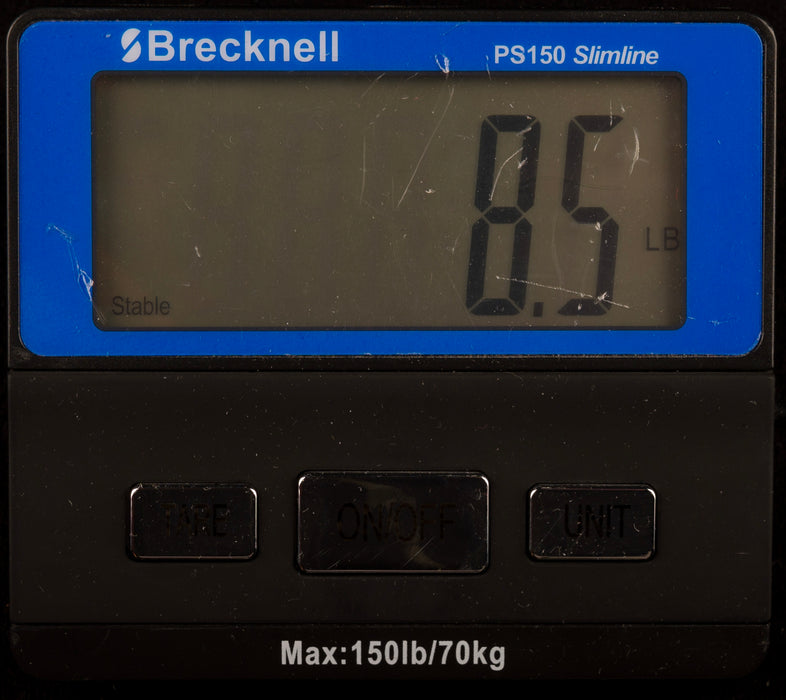 Brecknell
PS150 Slimline
8.5
LB
Stable
TARE
ON/OFF
UNIT
Max:150lb/70kg